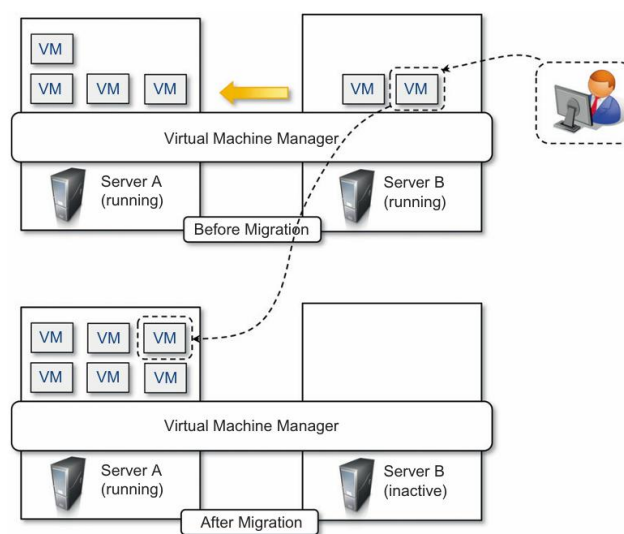 VM
VM VM VM
VM VM
Virtual Machine Manager
Server A
(running)
Server B
(running)
Before Migration
VM VM VM
VM VM VM
Virtual Machine Manager
Server A
(running)
Server B
(inactive)
After Migration